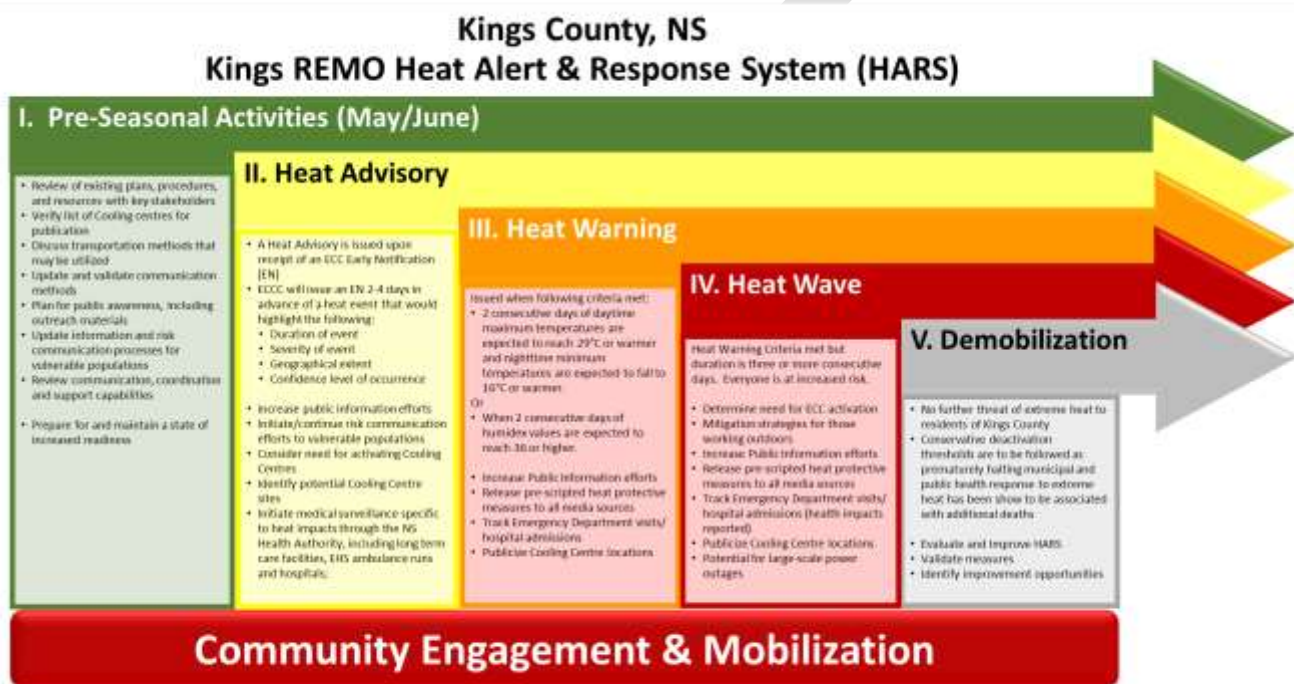 Kings County, NS
Kings REMO Heat Alert & Response System (HARS)
I. Pre-Seasonal Activities (May/June)
• Review of existing plans, procedures,
and resources with key stakeholders
• Verify list of Cooling centres for
publication
• Discuss transportation methods that
may be utilized
• Update and validate communication
methods
• Plan for public awareness, including
outreach materials
• Update information and risk
communication processes for
vulnerable populations
• Review communication, coordination
and support capabilities
• Prepare for and maintain a state of
increased readiness
II. Heat Advisory
• A Heat Advisory is issued upon
receipt of an ECC Early Notification
(EN)
• ECCC will issue an EN 2-4 days in
advance of a heat event that would
highlight the following:
• Duration of event
• Severity of event
• Geographical extent
• Confidence level of occurrence
• Increase public information efforts
• Initiate/continue risk communication
efforts to vulnerable populations
• Consider need for activating Cooling
Centres
• Identify potential Cooling Centre
sites
• Initiate medical surveillance specific
to heat impacts through the NS
Health Authority, including long term
care facilities, EHS ambulance runs
and hospitals.
III. Heat Warning
Issued when following criteria met:
• 2 consecutive days of daytime
maximum temperatures are
expected to reach 29°C or warmer
and nighttime minimum
temperatures are expected to fall to
16°C or warmer.
Or
• When 2 consecutive days of
humidex values are expected to
reach 36 or higher.
• Increase Public Information efforts
• Release pre-scripted heat protective
measures to all media sources
• Track Emergency Department visits/
hospital admissions
• Publicize Cooling Centre locations
IV. Heat Wave
Heat Warning Criteria met but
duration is three or more consecutive
days. Everyone is at increased risk.
• Determine need for ECC activation
• Mitigation strategies for those
working outdoors
• Increase Public Information efforts
• Release pre-scripted heat protective
measures to all media sources
• Track Emergency Department visits/
hospital admissions (health impacts
reported)
• Publicize Cooling Centre locations
• Potential for large-scale power
outages
V. Demobilization
• No further threat of extreme heat to
residents of Kings County
• Conservative deactivation
thresholds are to be followed as
prematurely halting municipal and
public health response to extreme
heat has been show to be associated
with additional deaths
• Evaluate and Improve HARS
• Validate measures
• Identify improvement opportunities
Community Engagement & Mobilization